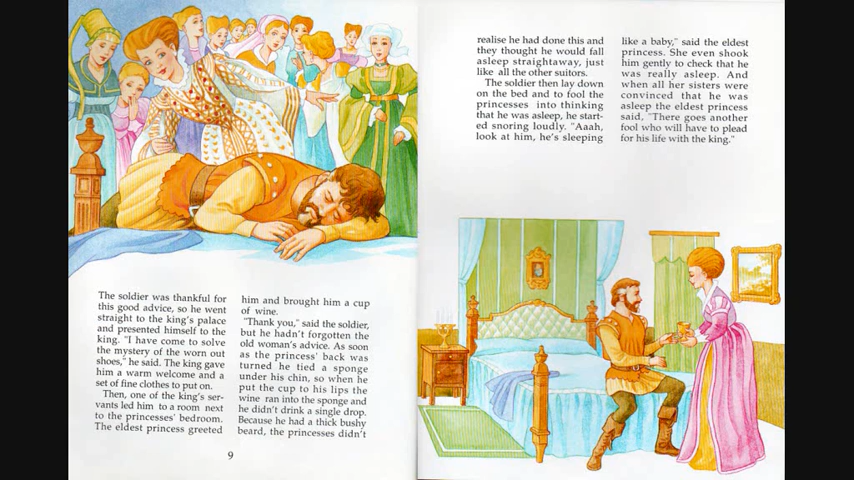 The soldier was thankful for
this good advice, so he went
straight to the king's palace
and presented himself to the
king. "I have come to solve
the mystery of the worn out
shoes," he said. The king gave
him a warm welcome and a
set of fine clothes to put on.
Then, one of the king's ser-
vants led him to a room next
to the princesses' bedroom.
The eldest princess greeted
him and brought him a cup
of wine.
"Thank you," said the soldier,
but he hadn't forgotten the
old woman's advice. As soon
as the princess' back was
turned he tied a sponge
under his chin, so when he
put the cup to his lips the
wine ran into the sponge and
he didn't drink a single drop.
Because he had a thick bushy
beard, the princesses didn't
9
realise he had done this and
they thought he would fall
asleep straightaway, just
like all the other suitors.
The soldier then lay down
on the bed and to fool the
princesses into thinking
that he was asleep, he start-
ed snoring loudly. "Aaah,
look at him, he's sleeping
like a baby," said the eldest
princess. She even shook
him gently to check that he
was really asleep. And
when all her sisters were
convinced that he was
asleep the eldest princess
said, "There goes another
fool who will have to plead
for his life with the king."